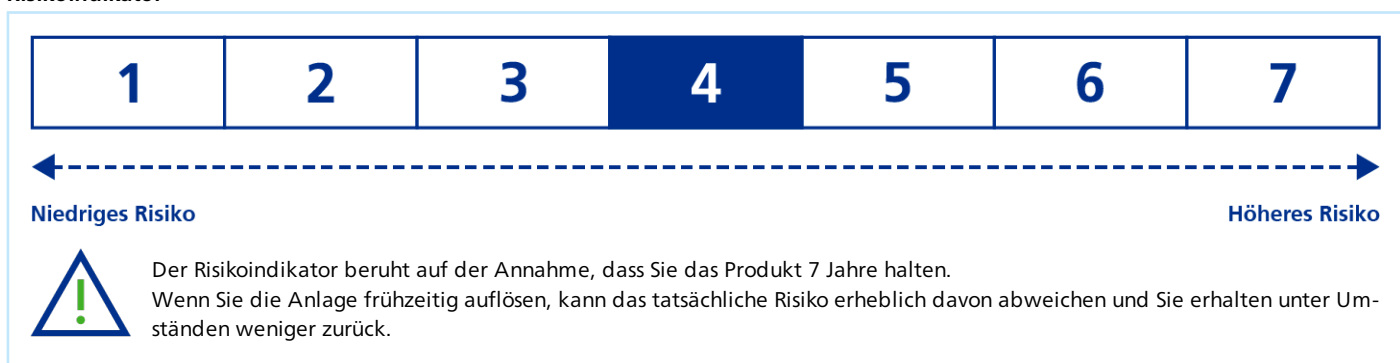 1 2 3 4 5 6 7
Niedriges Risiko Höheres Risiko
Der Risikoindikator beruht auf der Annahme, dass Sie das Produkt 7 Jahre halten.
Wenn Sie die Anlage frühzeitig auflösen, kann das tatsächliche Risiko erheblich davon abweichen und Sie erhalten unter Um-
ständen weniger zurück.